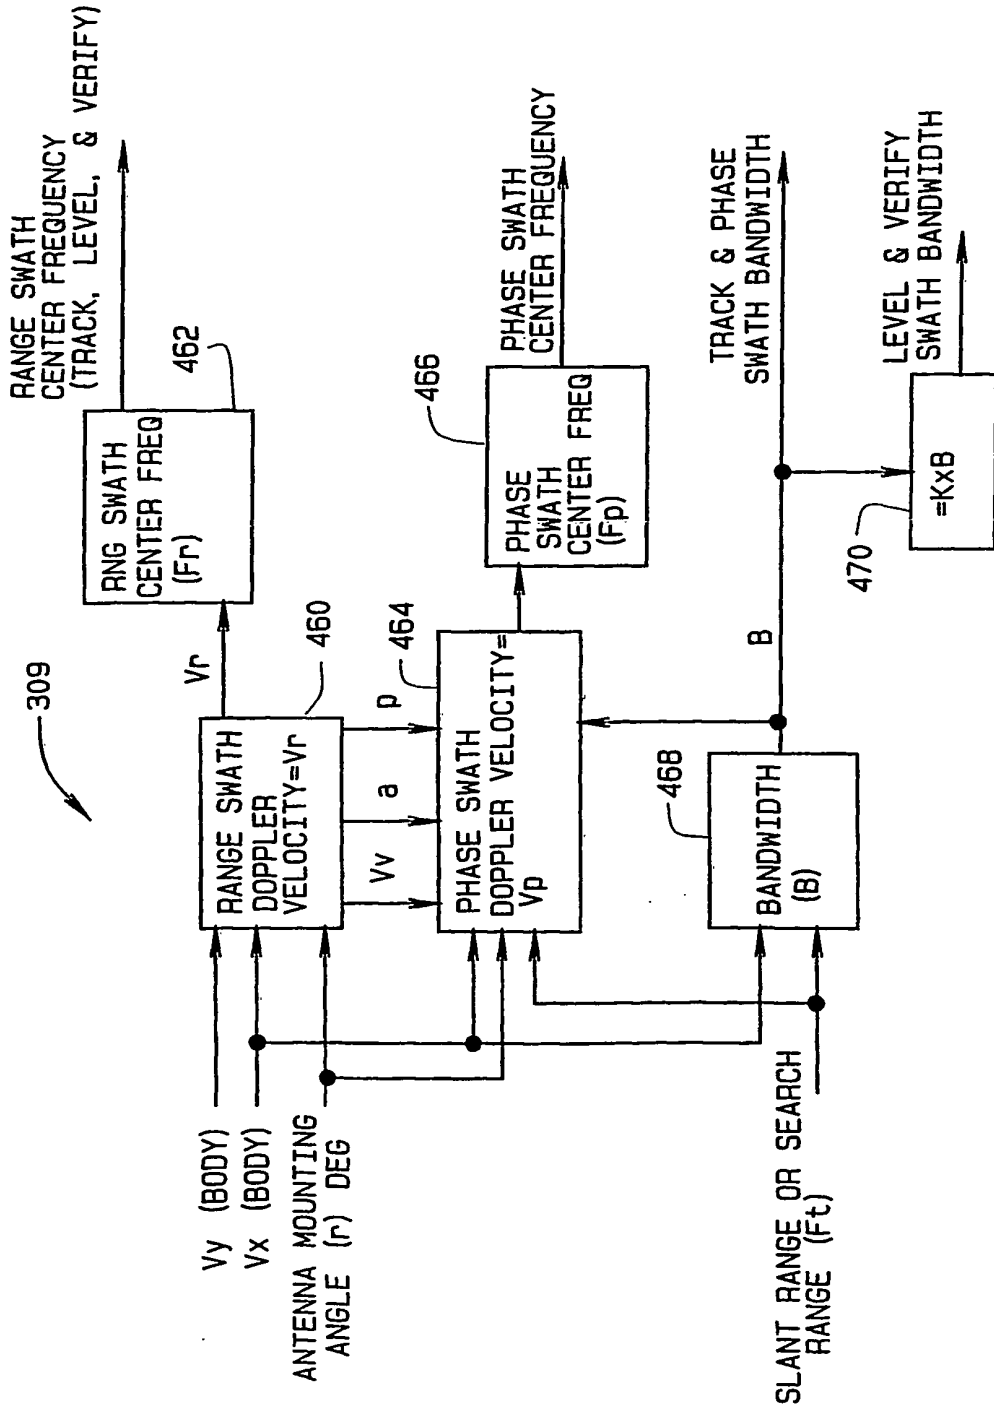 309
Vy (BODY)
Vx (BODY)
ANTENNA MOUNTING
ANGLE (r) DEG
RANGE SWATH
DOPPLER
VELOCITY=Vr
460
Vr
RNG SWATH
CENTER FREQ
(Fr)
462
RANGE SWATH
CENTER FREQUENCY
(TRACK, LEVEL, & VERIFY)
Vv
a
p
PHASE SWATH
DOPPLER VELOCITY=
Vp
464
PHASE
SWATH
CENTER FREQ
(Fp)
466
PHASE SWATH
CENTER FREQUENCY
SLANT RANGE OR SEARCH
RANGE (Ft)
BANDWIDTH
(B)
468
B
TRACK & PHASE
SWATH BANDWIDTH
=KxB
470
LEVEL & VERIFY
SWATH BANDWIDTH